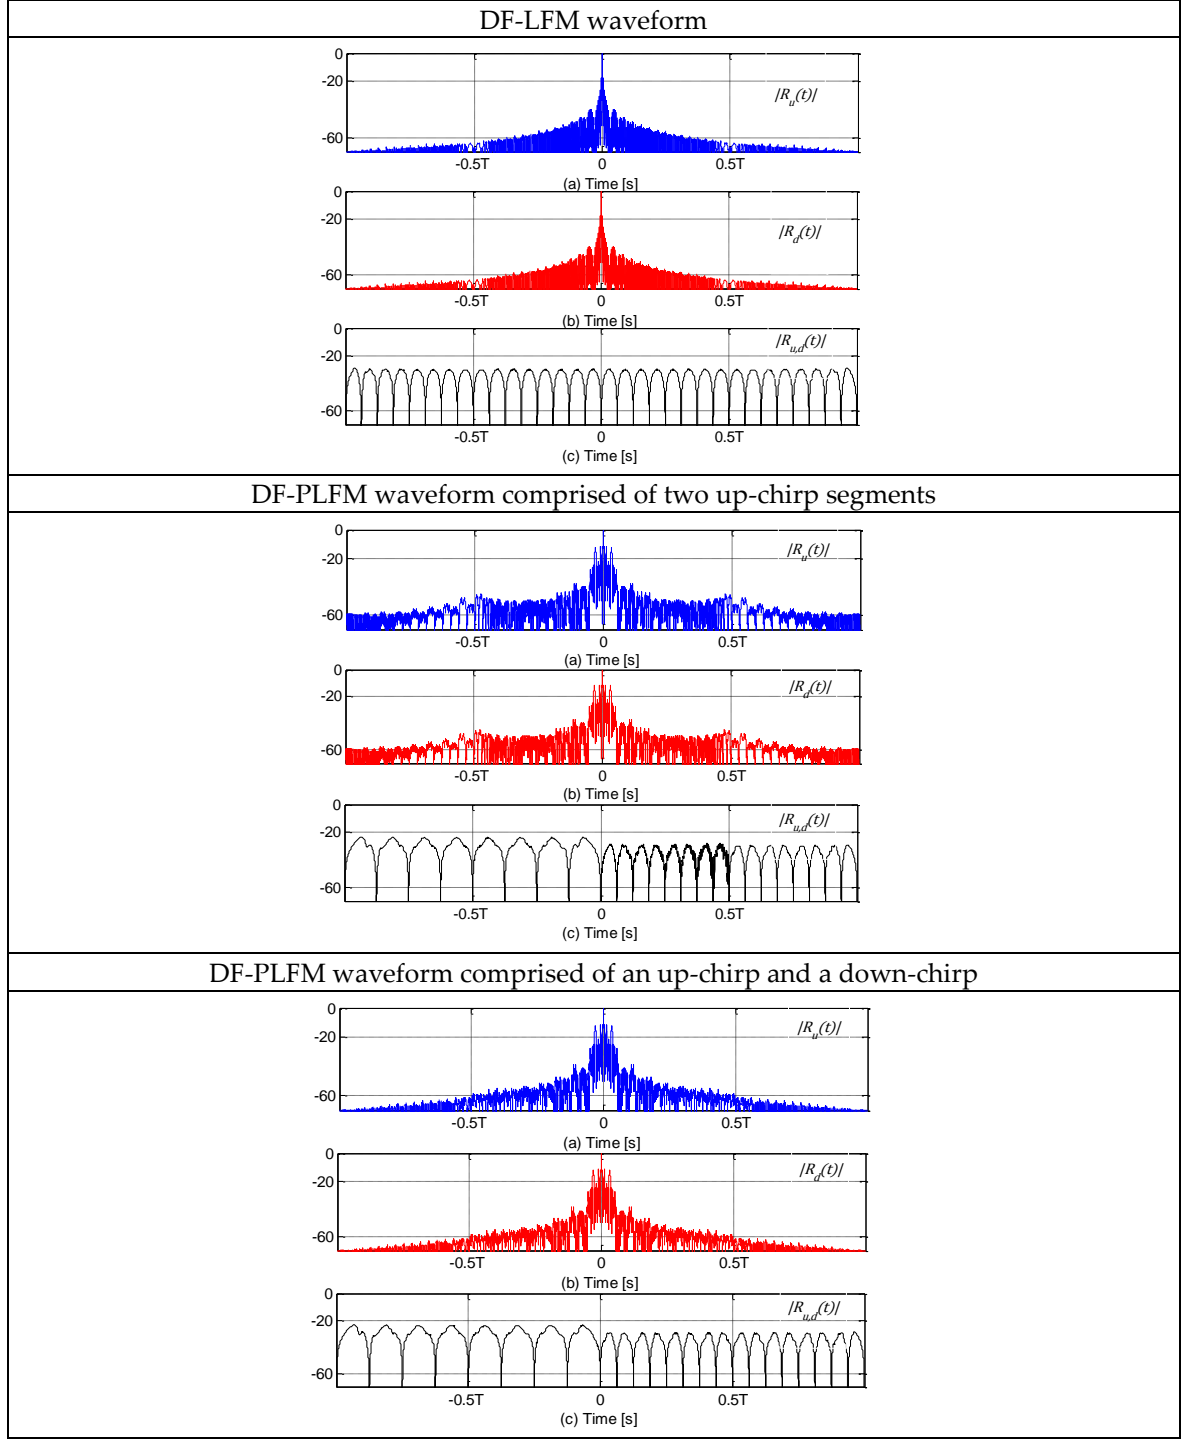 DF-LFM waveform
0
-20
-60
|R_u(t)|
-0.5T 0 0.5T
(a) Time [s]
0
-20
-60
|R_d(t)|
-0.5T 0 0.5T
(b) Time [s]
0
-20
-60
|R_u,d(t)|
-0.5T 0 0.5T
(c) Time [s]
DF-PLFM waveform comprised of two up-chirp segments
0
-20
-60
|R_u(t)|
-0.5T 0 0.5T
(a) Time [s]
0
-20
-60
|R_d(t)|
-0.5T 0 0.5T
(b) Time [s]
0
-20
-60
|R_u,d(t)|
-0.5T 0 0.5T
(c) Time [s]
DF-PLFM waveform comprised of an up-chirp and a down-chirp
0
-20
-60
|R_u(t)|
-0.5T 0 0.5T
(a) Time [s]
0
-20
-60
|R_d(t)|
-0.5T 0 0.5T
(b) Time [s]
0
-20
-60
|R_u,d(t)|
-0.5T 0 0.5T
(c) Time [s]